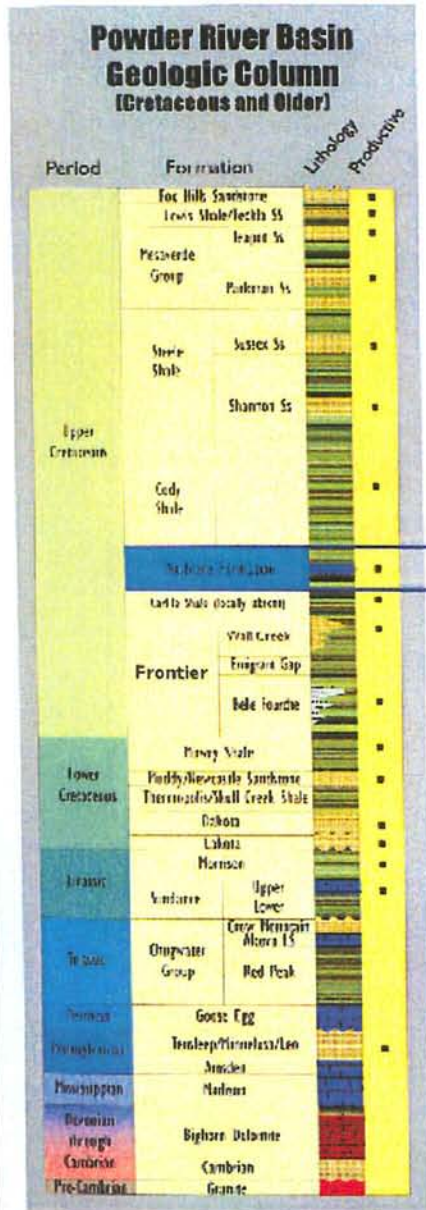 Powder River Basin
Geologic Column
(Cretaceous and Older)
Period
Formation
Lithology
Productive
Fox Hills Sandstone
Lewis Shale/Teckla SS
Teapot Ss
Mesaverde
Group
Parkman Ss
Steele
Shale
Sussex Ss
Shannon Ss
Upper
Cretaceous
Cody
Shale
Niobrara Formation
Carlile Shale (locally absent)
Wall Creek
Frontier
Emigrant Gap
Belle Fourche
Lower
Cretaceous
Mowry Shale
Muddy/Newcastle Sandstone
Thermopolis/Skull Creek Shale
Dakota
Lakota
Morrison
Jurassic
Sundance
Upper
Lower
Crow Mountain
Alcova LS
Triassic
Chugwater
Group
Red Peak
Permian
Goose Egg
Pennsylvanian
Tensleep/Minnelusa/Leo
Amsden
Mississippian
Madison
Devonian
through
Cambrian
Bighorn Dolomite
Cambrian
Pre-Cambrian
Granite